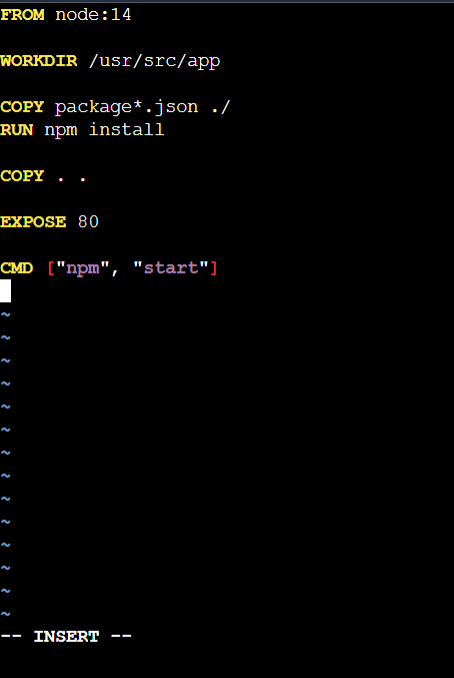 FROM node:14
WORKDIR /usr/src/app
COPY package*.json ./
RUN npm install
COPY . .
EXPOSE 80
CMD ["npm", "start"]
~
~
~
~
~
~
~
~
~
~
~
~
~
~
-- INSERT --